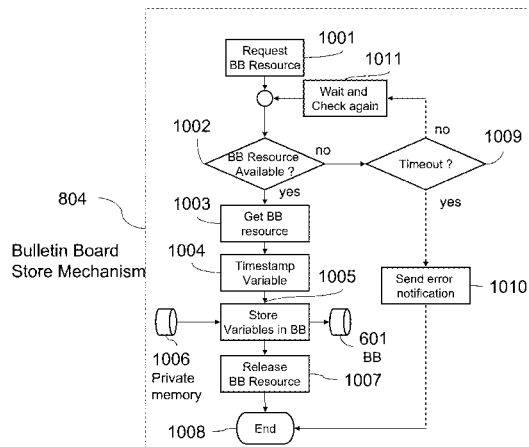 Request
BB Resource
1001
1011
Wait and
Check again
1002
BB Resource
Available ?
no
no
1009
Timeout ?
yes
yes
804
Bulletin Board
Store Mechanism
1003
Get BB
resource
1004
Timestamp
Variable
1005
Send error
notification
1010
Store
Variables in BB
1006
Private
memory
601
BB
Release
BB Resource
1007
1008
End